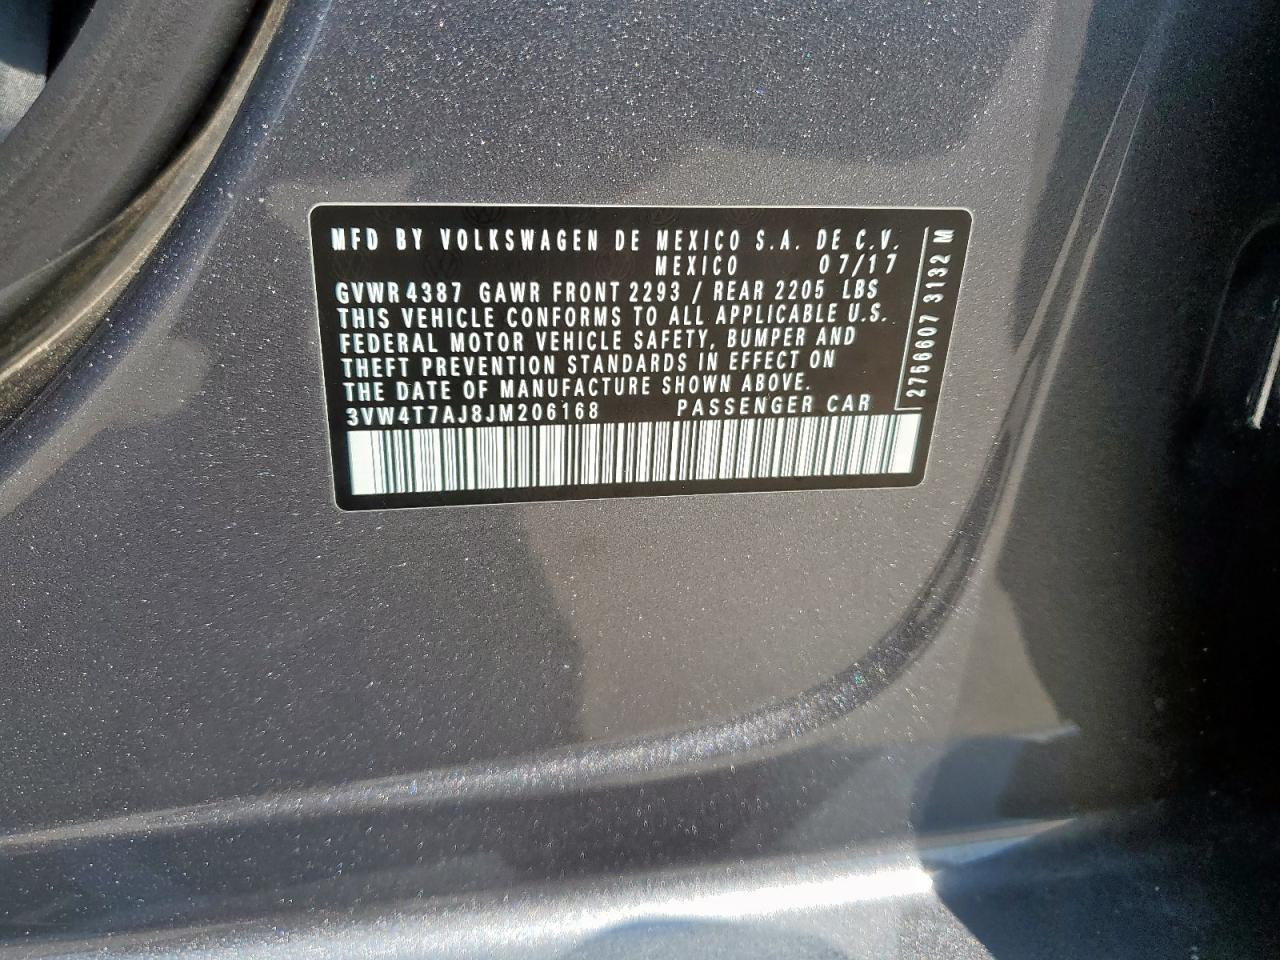 MFD BY VOLKSWAGEN DE MEXICO S.A. DE C.V.
MEXICO 07/17
GVWR 4387 GAWR FRONT 2293 / REAR 2205 LBS
THIS VEHICLE CONFORMS TO ALL APPLICABLE U.S.
FEDERAL MOTOR VEHICLE SAFETY, BUMPER AND
THEFT PREVENTION STANDARDS IN EFFECT ON
THE DATE OF MANUFACTURE SHOWN ABOVE.
3VW4T7AJ8JM206168 PASSENGER CAR
2766607 3132 M